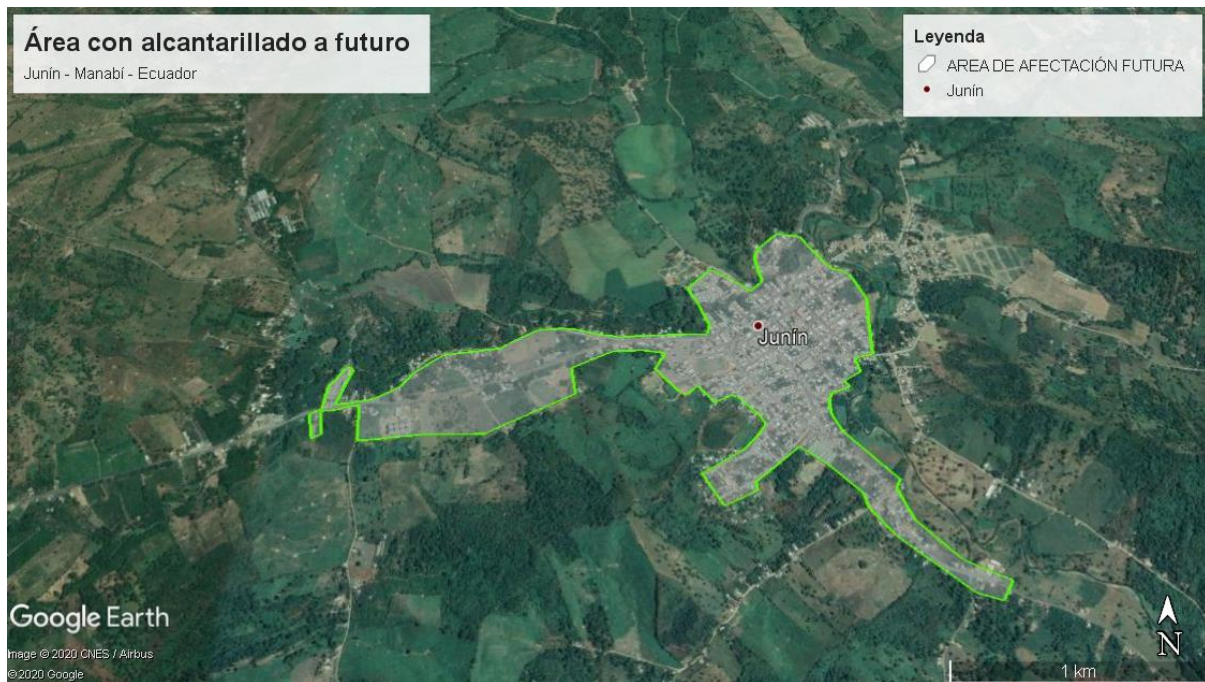 Área con alcantarillado a futuro
Junín - Manabí - Ecuador
Leyenda
AREA DE AFECTACIÓN FUTURA
Junín
Junín
Google Earth
mage © 2020 CNES / Airbus
© 2020 Google
N
1 km